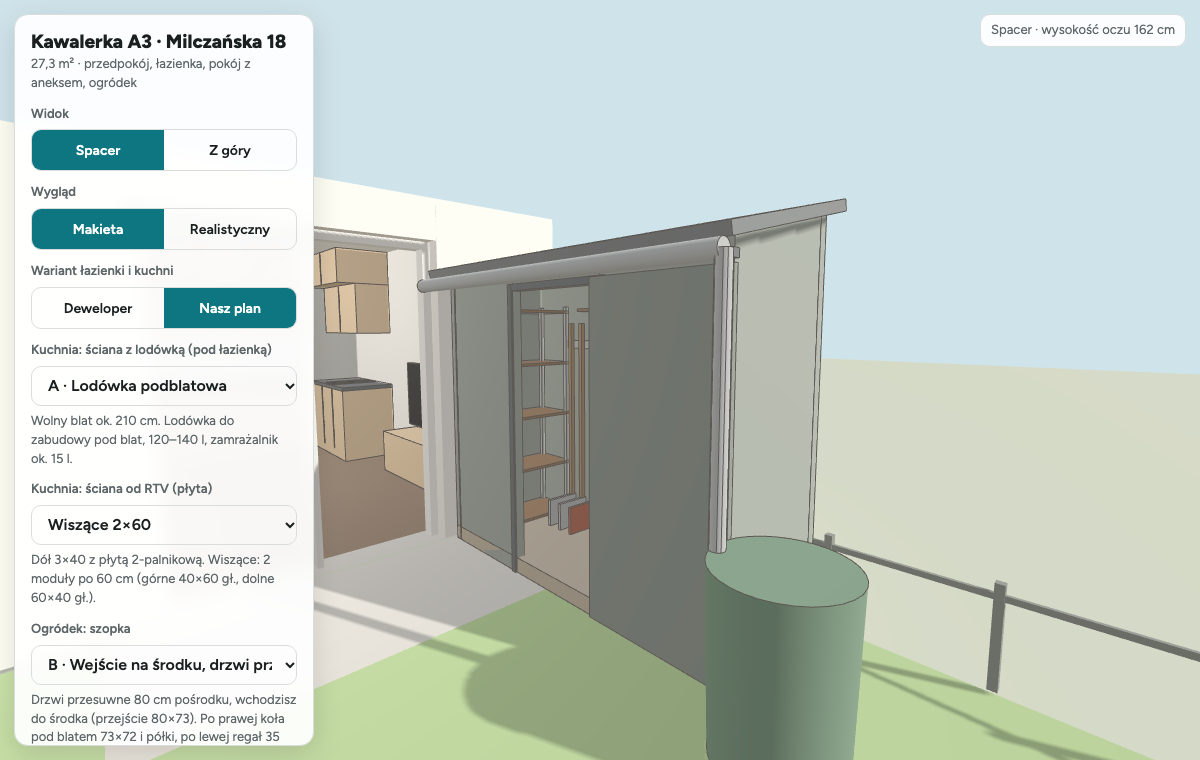 Kawalerka A3 · Milczańska 18
27,3 m² · przedpokój, łazienka, pokój z
aneksem, ogródek
Widok
Spacer
Z góry
Wygląd
Makieta
Realistyczny
Wariant łazienki i kuchni
Deweloper
Nasz plan
Kuchnia: ściana z lodówką (pod łazienką)
A · Lodówka podblatowa
Wolny blat ok. 210 cm. Lodówka do
zabudowy pod blat, 120–140 l, zamrażalnik
ok. 15 l.
Kuchnia: ściana od RTV (płyta)
Wiszące 2×60
Dół 3×40 z płytą 2-palnikową. Wiszące: 2
moduły po 60 cm (górne 40×60 gł., dolne
60×40 gł.).
Ogródek: szopka
B · Wejście na środku, drzwi prz
Drzwi przesuwne 80 cm pośrodku, wchodzisz
do środka (przejście 80×73). Po prawej koła
pod blatem 73×72 i półki, po lewej regał 35
Spacer · wysokość oczu 162 cm